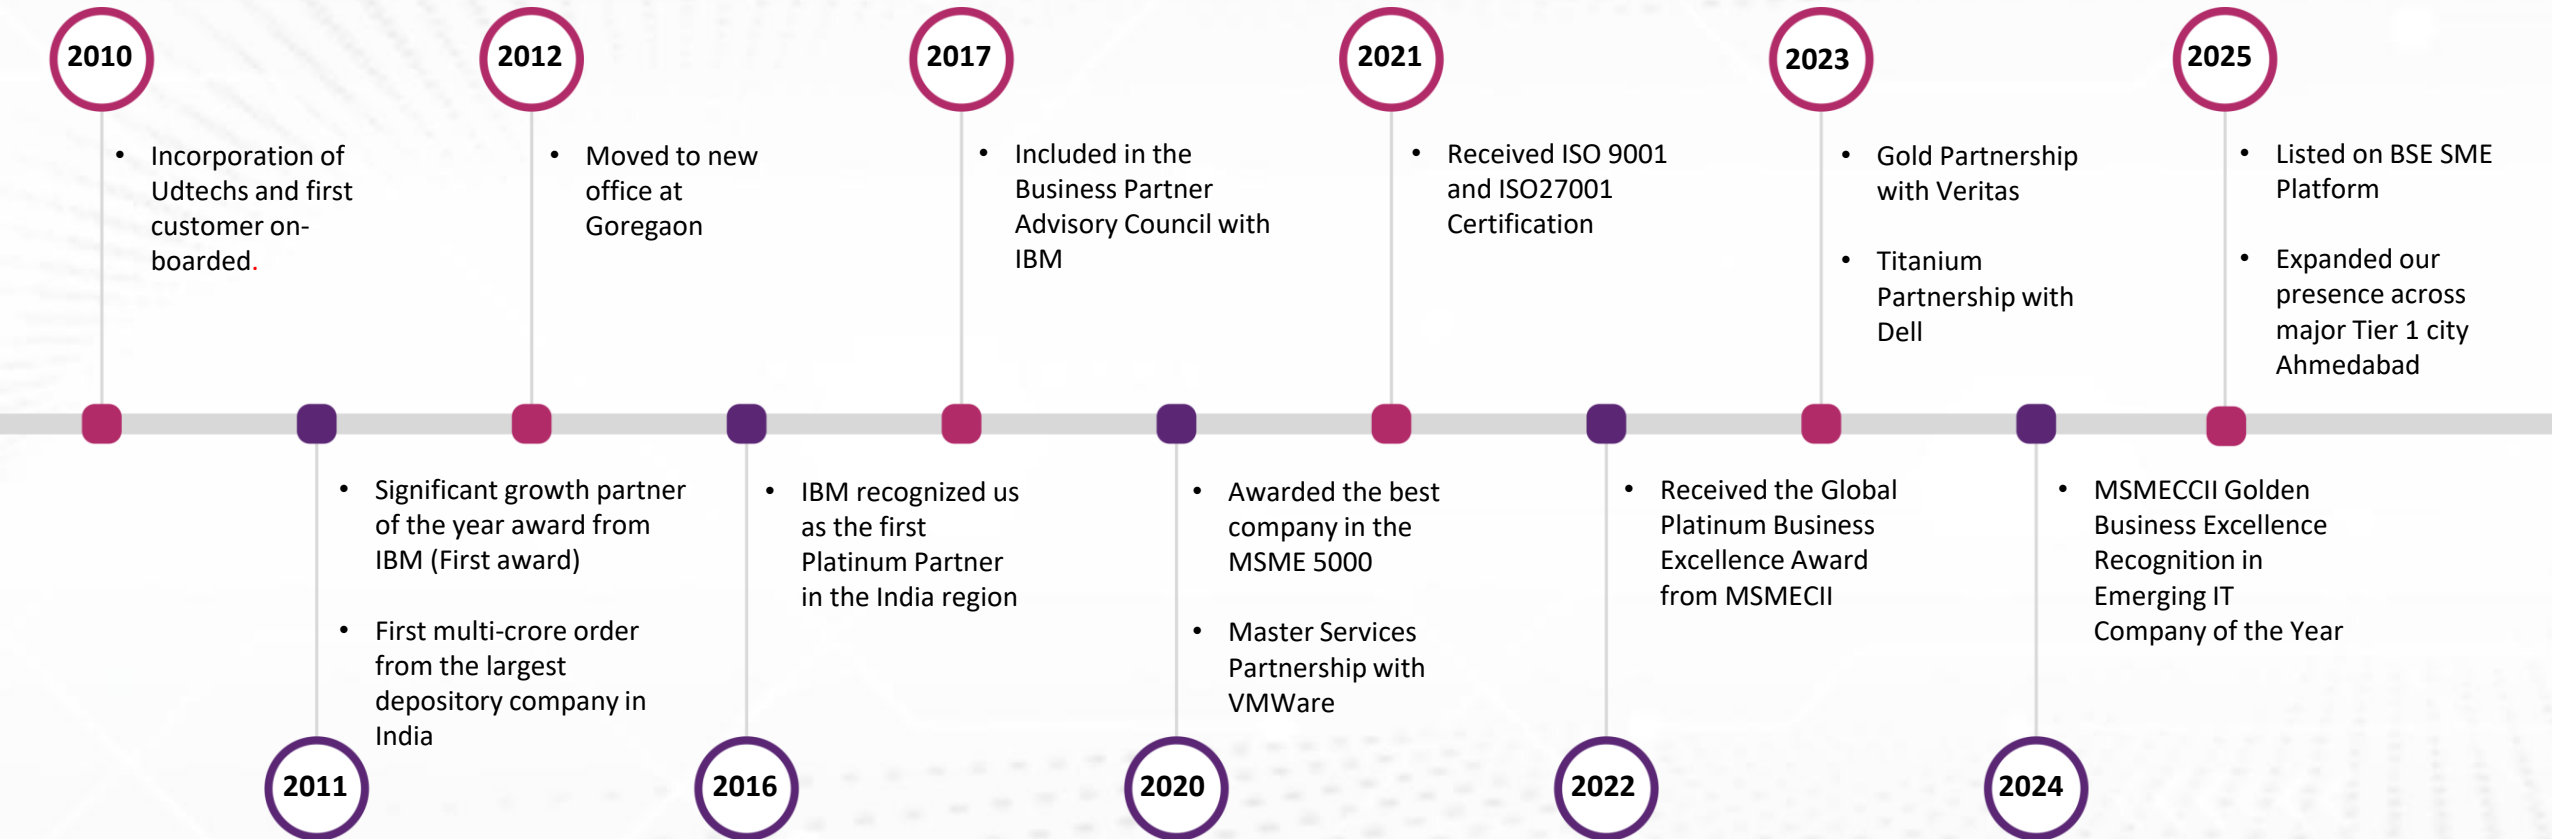 2010
• Incorporation of
Udtechs and first
customer on-
boarded.
2011
• Significant growth partner
of the year award from
IBM (First award)
• First multi-crore order
from the largest
depository company in
India
2012
• Moved to new
office at
Goregaon
2016
• IBM recognized us
as the first
Platinum Partner
in the India region
2017
• Included in the
Business Partner
Advisory Council with
IBM
2020
• Awarded the best
company in the
MSME 5000
• Master Services
Partnership with
VMWare
2021
• Received ISO 9001
and ISO27001
Certification
2022
• Received the Global
Platinum Business
Excellence Award
from MSMECII
2023
• Gold Partnership
with Veritas
• Titanium
Partnership with
Dell
2024
• MSMECCII Golden
Business Excellence
Recognition in
Emerging IT
Company of the Year
2025
• Listed on BSE SME
Platform
• Expanded our
presence across
major Tier 1 city
Ahmedabad